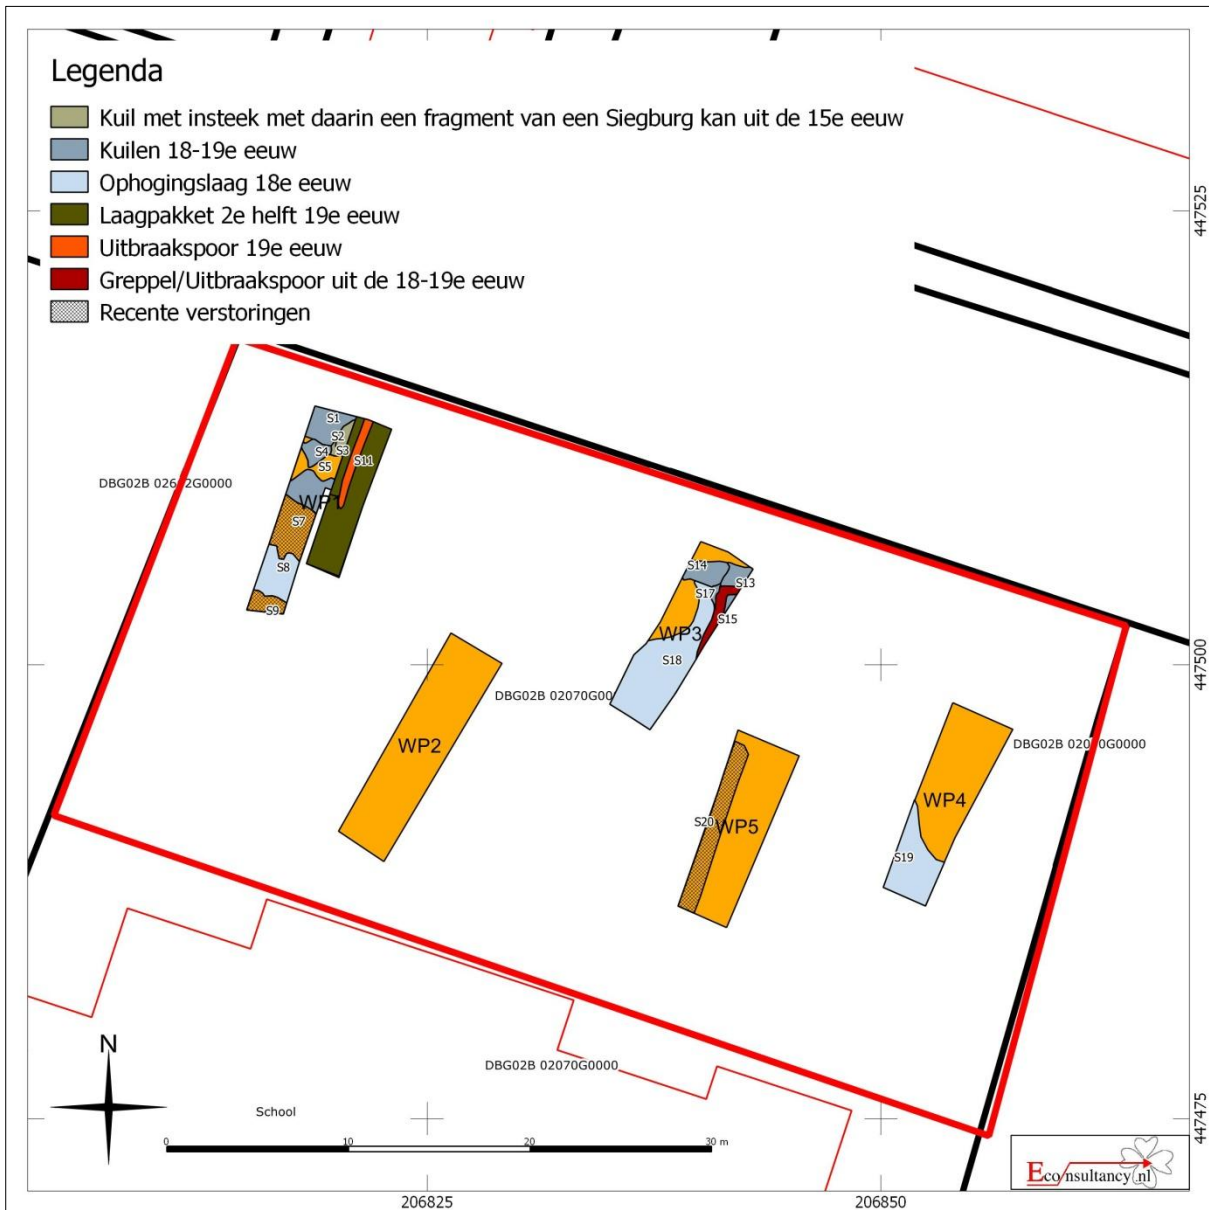 Legenda
Kuil met insteek met daarin een fragment van een Siegburg kan uit de 15e eeuw
Kuilen 18-19e eeuw
Ophogingslaag 18e eeuw
Laagpakket 2e helft 19e eeuw
Uitbraakspoor 19e eeuw
Greppel/Uitbraakspoor uit de 18-19e eeuw
Recente verstoringen
447525
S1
S2
S4
S3
S5
S11
DBG02B
S7
S8
S9
S14
S13
S17
S15
WP3
S18
447500
DBG02B 02070G00
WP2
DBG02B
WP4
S20
WP5
S19
N
DBG02B 02070G0000
School
0 10 20 30 m
447475
Econsultancy.nl
206825
206850